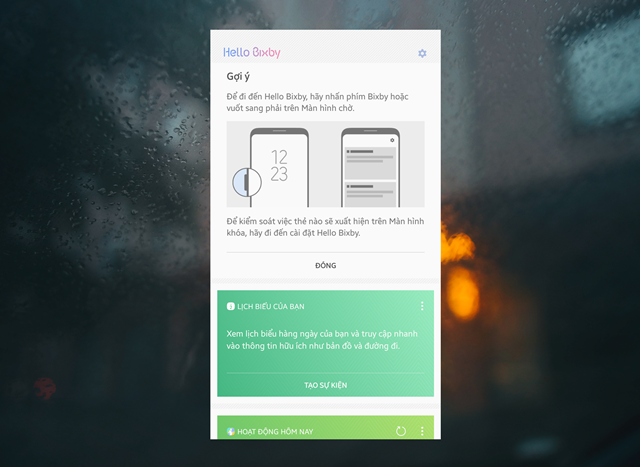 Hello Bixby
Gợi ý
Để đi đến Hello Bixby, hãy nhấn phím Bixby hoặc
vuốt sang phải trên Màn hình chờ.
12
23
Để kiểm soát việc thẻ nào sẽ xuất hiện trên Màn hình
khóa, hãy đi đến cài đặt Hello Bixby.
ĐÓNG
LỊCH BIỂU CỦA BẠN
Xem lịch biểu hàng ngày của bạn và truy cập nhanh
vào thông tin hữu ích như bản đồ và đường đi.
TẠO SỰ KIỆN
HOẠT ĐỘNG HÔM NAY